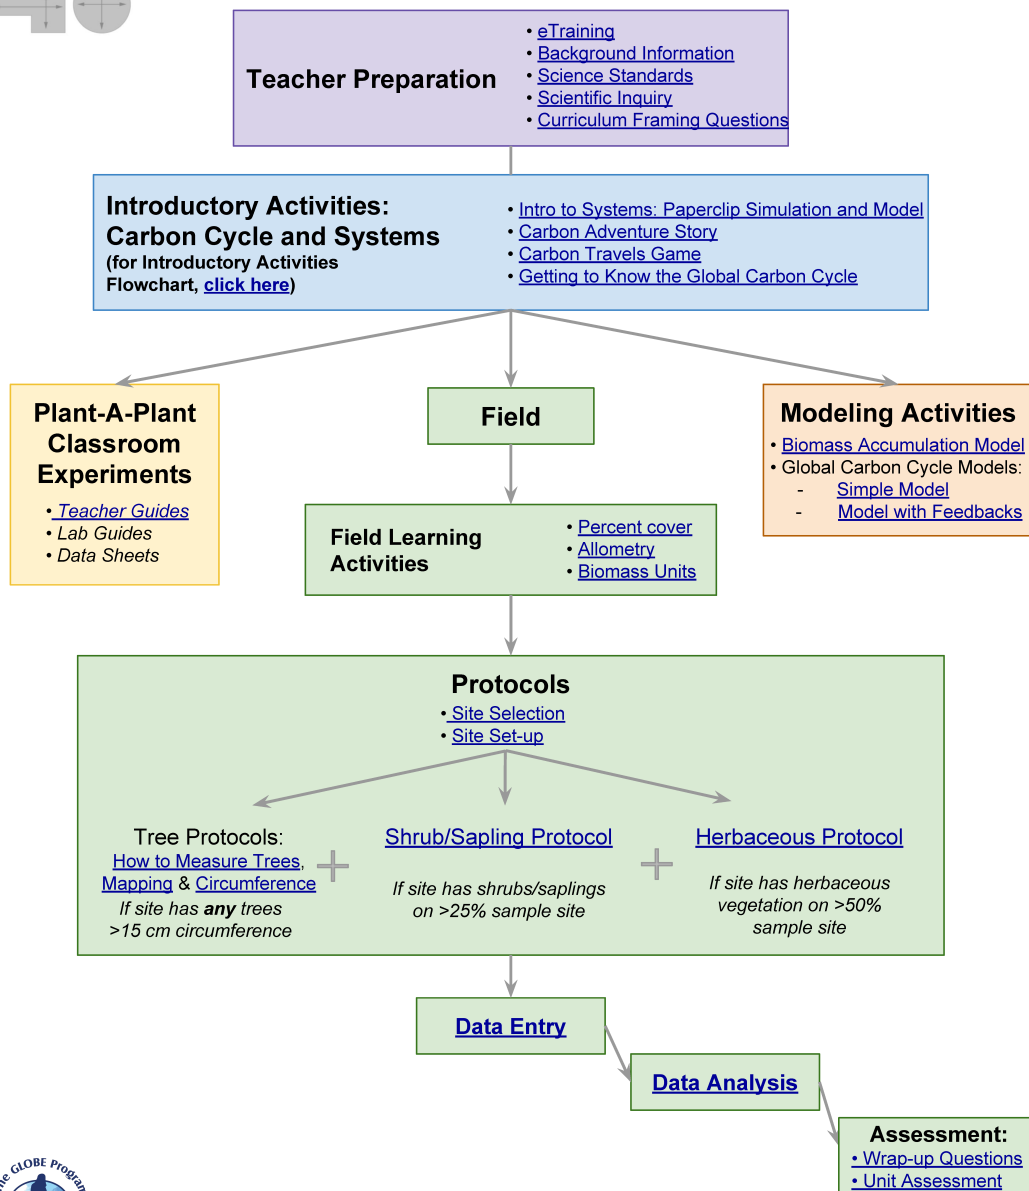 Teacher Preparation
• eTraining
• Background Information
• Science Standards
• Scientific Inquiry
• Curriculum Framing Questions
Introductory Activities:
Carbon Cycle and Systems
(for Introductory Activities
Flowchart, click here)
• Intro to Systems: Paperclip Simulation and Model
• Carbon Adventure Story
• Carbon Travels Game
• Getting to Know the Global Carbon Cycle
Plant-A-Plant
Classroom
Experiments
• Teacher Guides
• Lab Guides
• Data Sheets
Field
Modeling Activities
• Biomass Accumulation Model
• Global Carbon Cycle Models:
- Simple Model
- Model with Feedbacks
Field Learning
Activities
• Percent cover
• Allometry
• Biomass Units
Protocols
• Site Selection
• Site Set-up
Tree Protocols:
How to Measure Trees,
Mapping & Circumference
If site has any trees
>15 cm circumference
+
Shrub/Sapling Protocol
If site has shrubs/saplings
on >25% sample site
+
Herbaceous Protocol
If site has herbaceous
vegetation on >50%
sample site
Data Entry
Data Analysis
Assessment:
• Wrap-up Questions
• Unit Assessment
The GLOBE Program